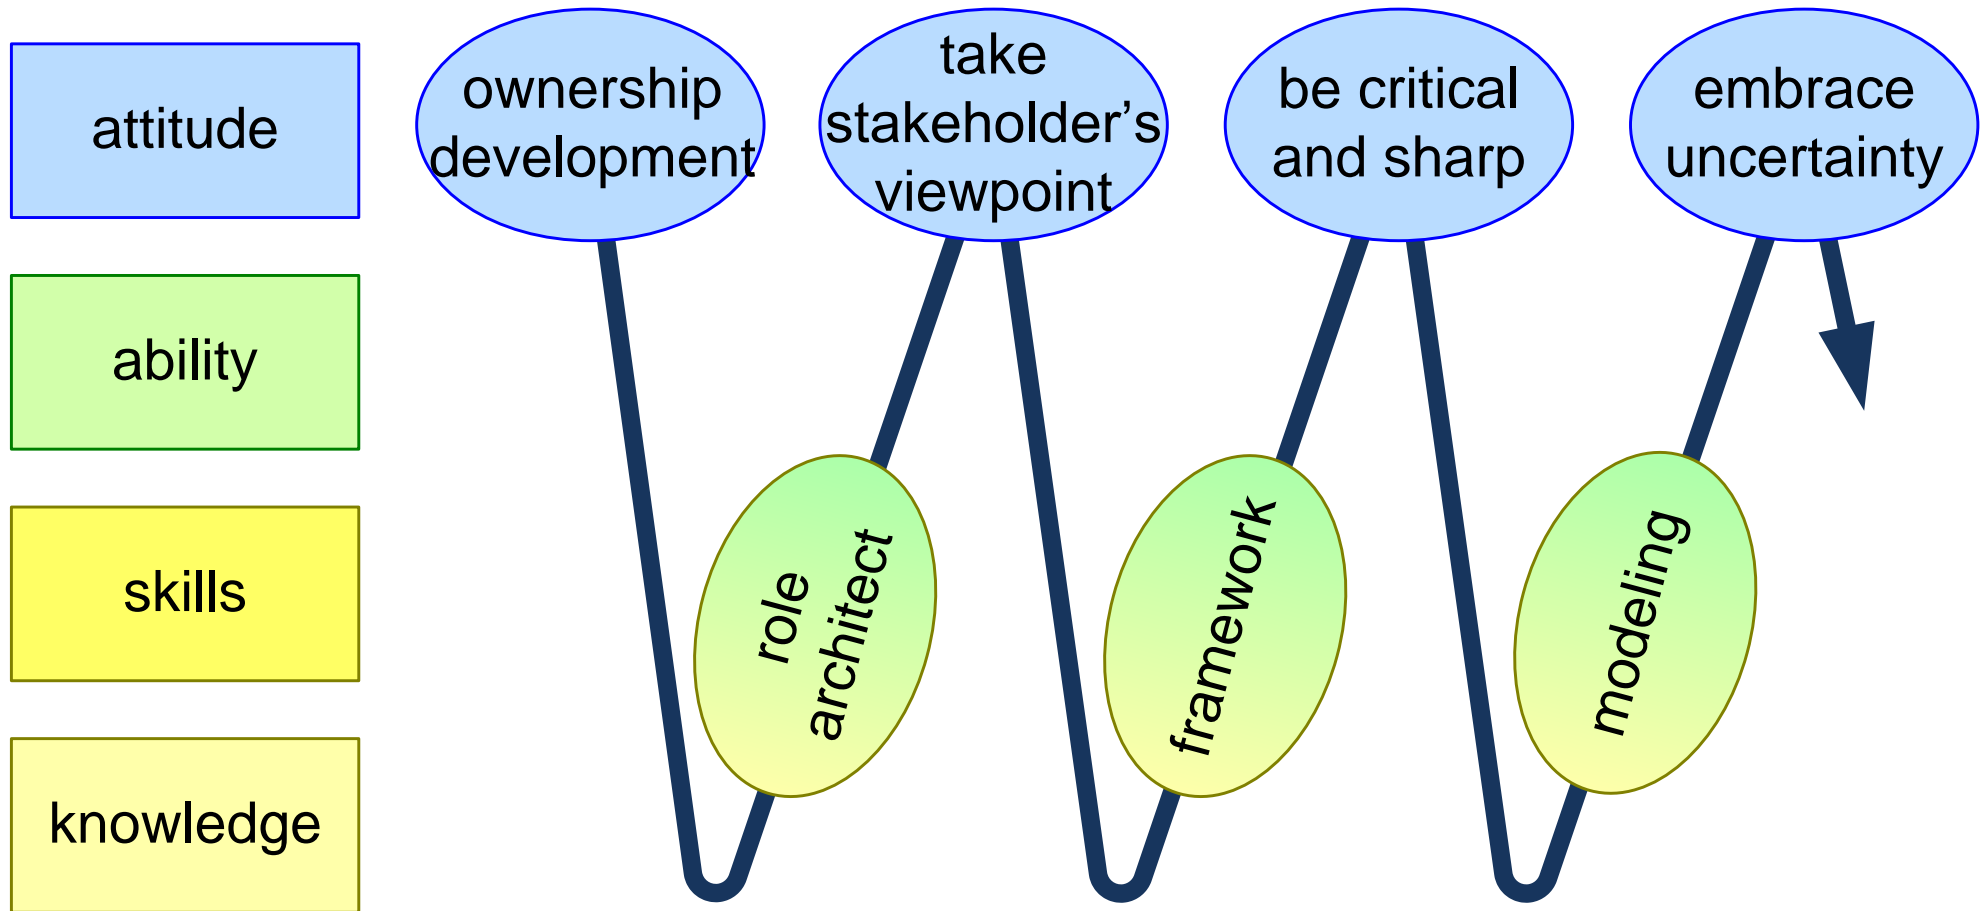 attitude
ability
skills
knowledge
ownership
development
take
stakeholder’s
viewpoint
be critical
and sharp
embrace
uncertainty
role
architect
framework
modeling